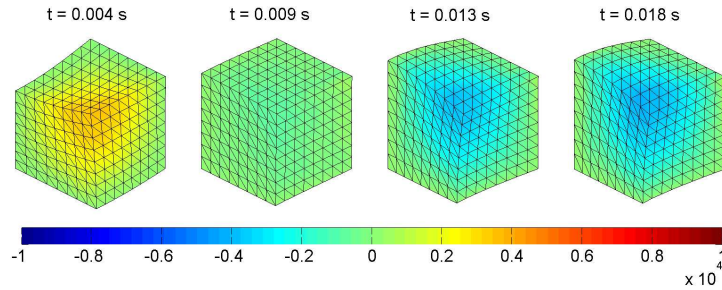 t = 0.004 s t = 0.009 s t = 0.013 s t = 0.018 s
-1 -0.8 -0.6 -0.4 -0.2 0 0.2 0.4 0.6 0.8
x 10
4